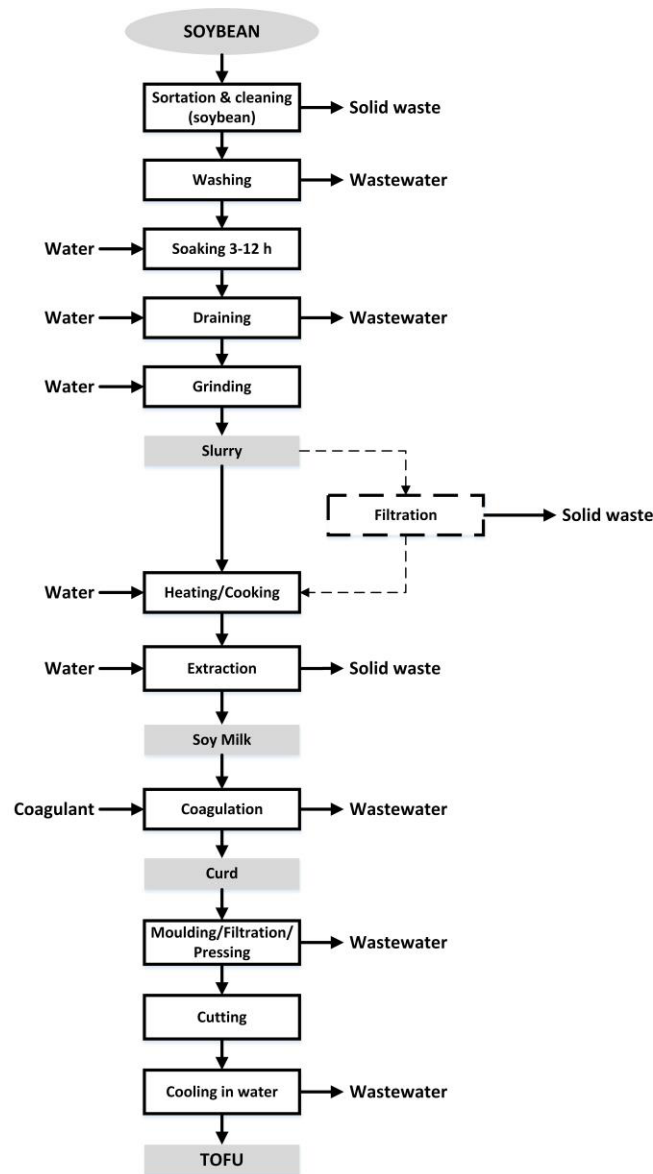 SOYBEAN
Sortation & cleaning
(soybean)
Solid waste
Washing
Wastewater
Water
Soaking 3-12 h
Water
Draining
Wastewater
Water
Grinding
Slurry
Filtration
Solid waste
Water
Heating/Cooking
Water
Extraction
Solid waste
Soy Milk
Coagulant
Coagulation
Wastewater
Curd
Moulding/Filtration/
Pressing
Wastewater
Cutting
Cooling in water
Wastewater
TOFU